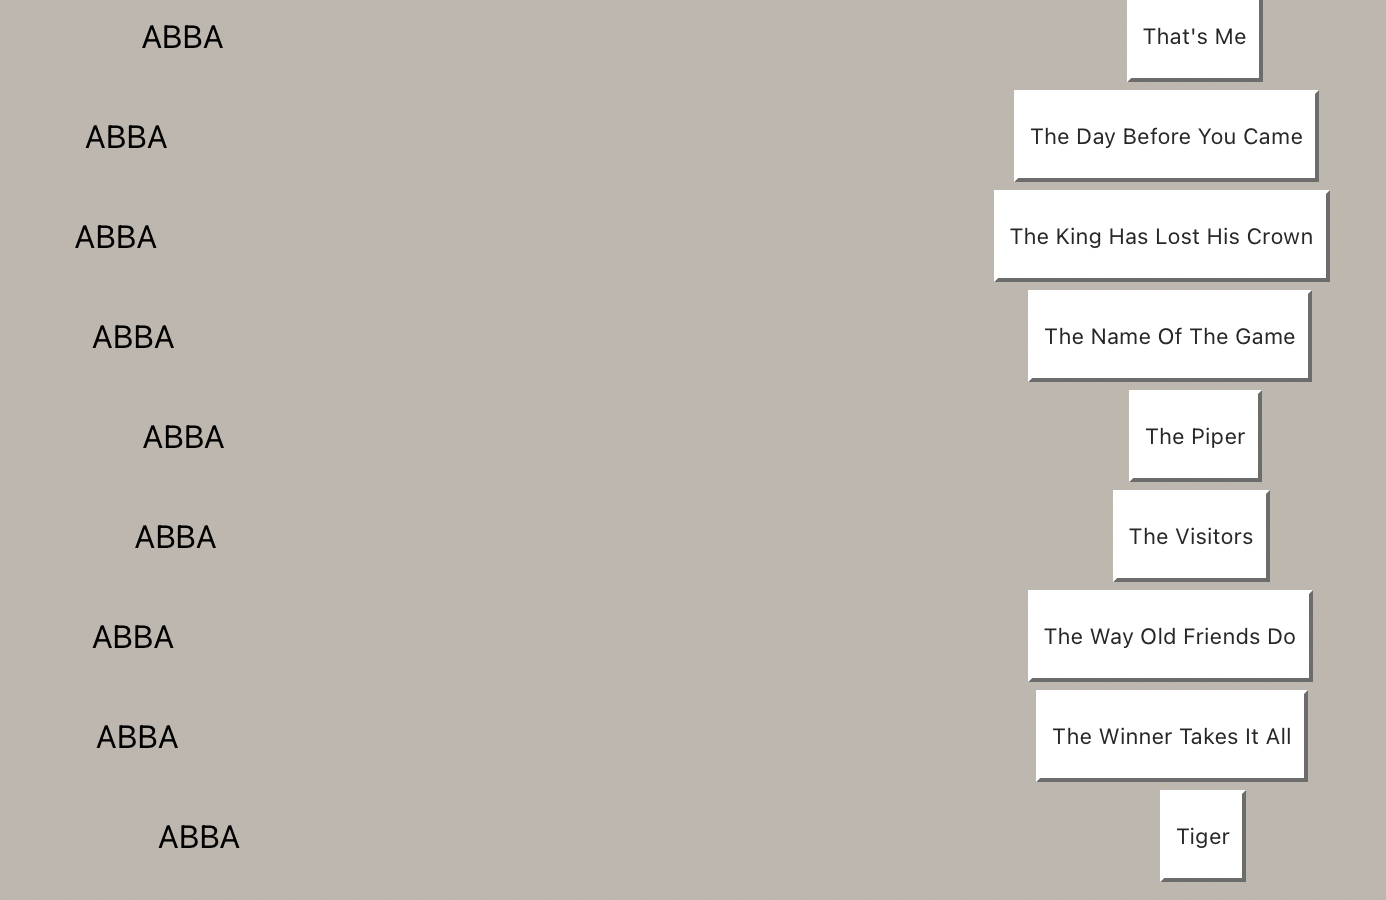 ABBA That's Me
ABBA The Day Before You Came
ABBA The King Has Lost His Crown
ABBA The Name Of The Game
ABBA The Piper
ABBA The Visitors
ABBA The Way Old Friends Do
ABBA The Winner Takes It All
ABBA Tiger